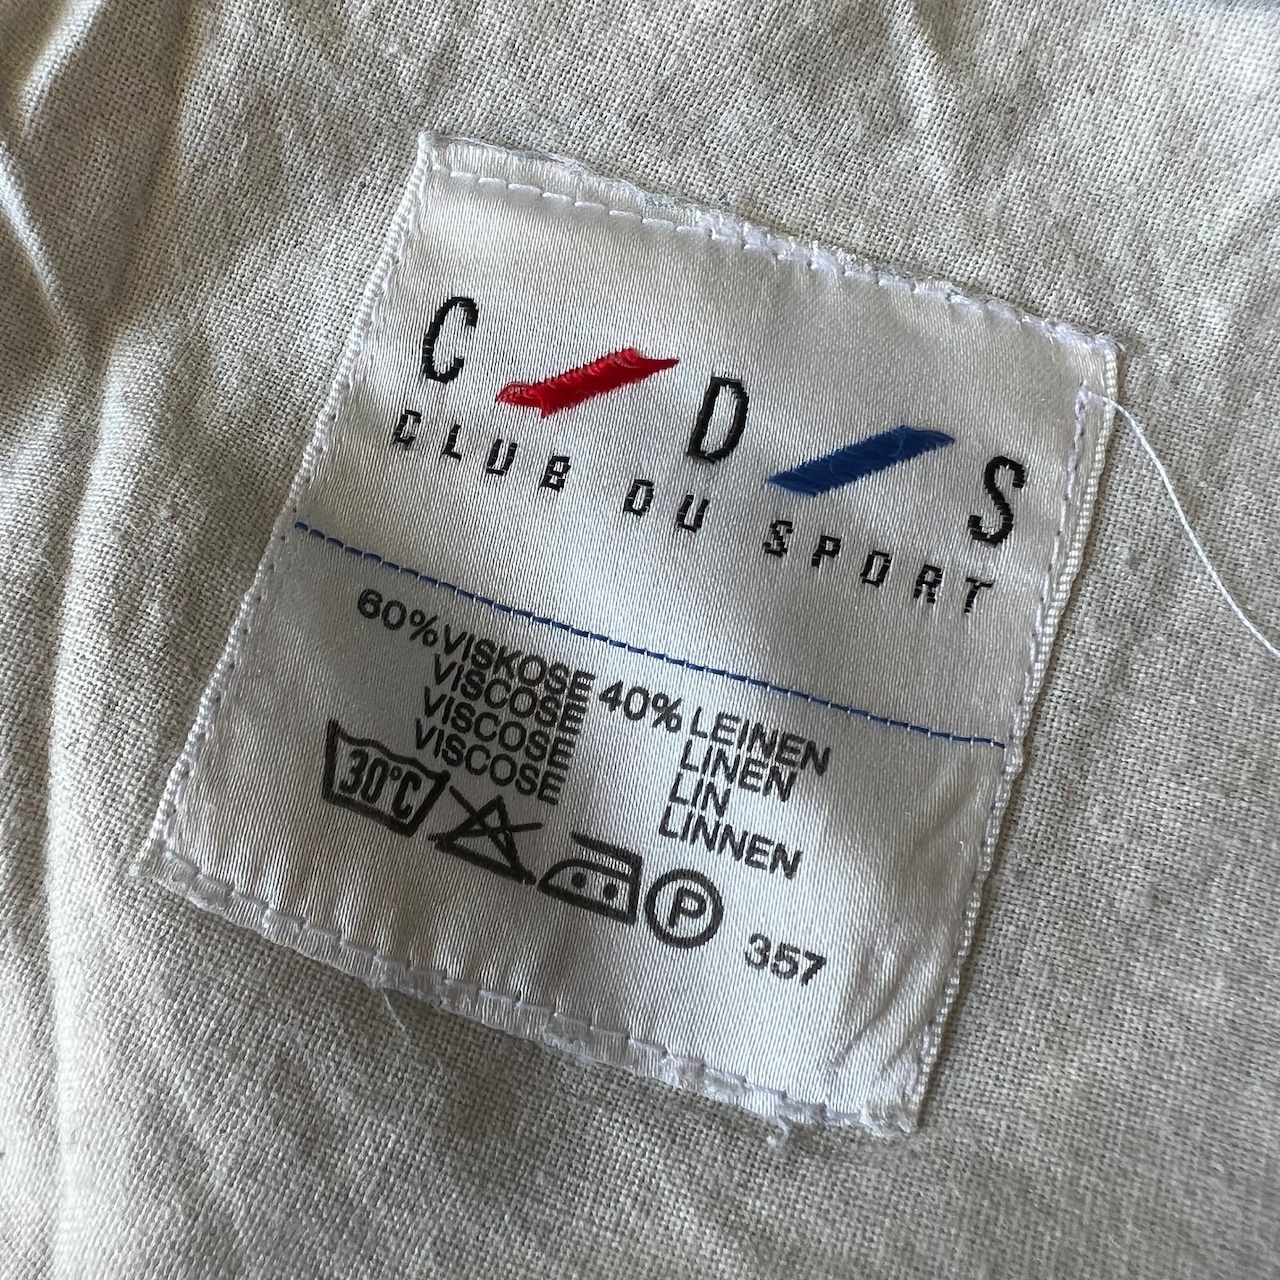 C D S
CLUB DU SPORT
60% VISKOSE 40% LEINEN
VISCOSE LINEN
VISCOSE LIN
VISCOSE LINNEN
30°C P 357